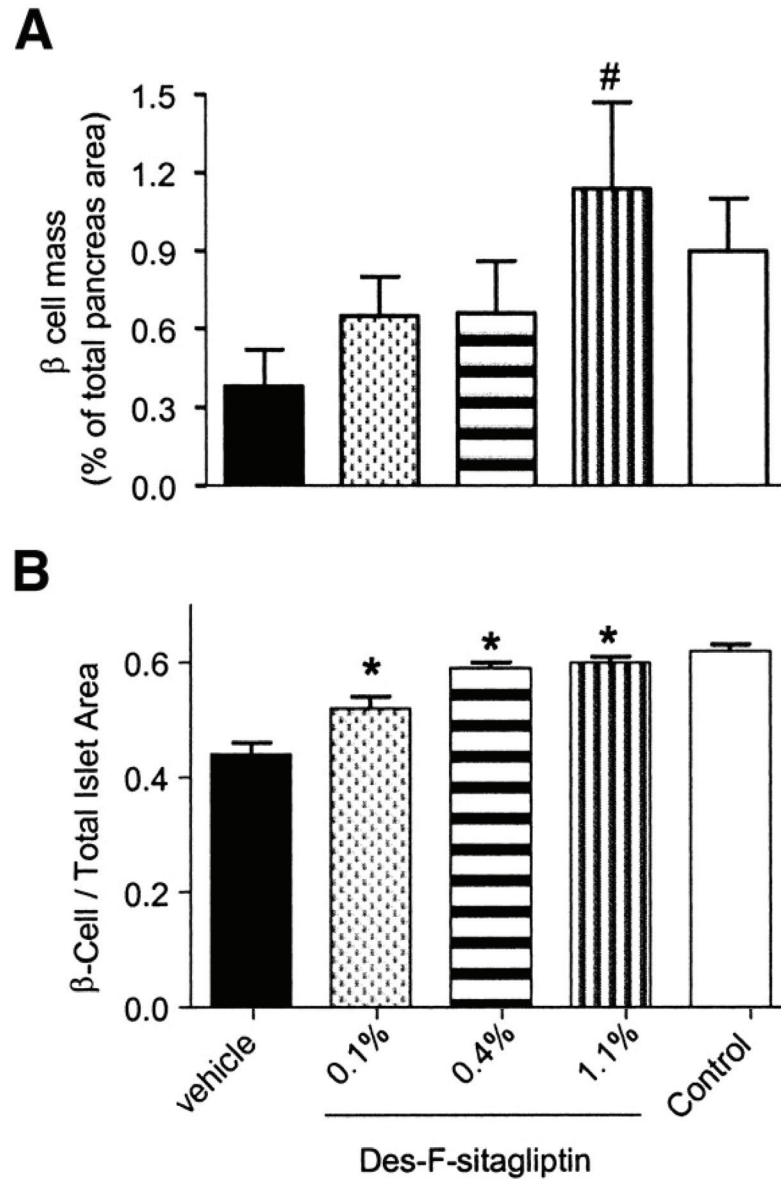 A
β cell mass
(% of total pancreas area)
1.5
1.2
0.9
0.6
0.3
0.0
#
B
β-Cell / Total Islet Area
0.6
0.4
0.2
0.0
*
*
*
vehicle
0.1%
0.4%
1.1%
Control
Des-F-sitagliptin